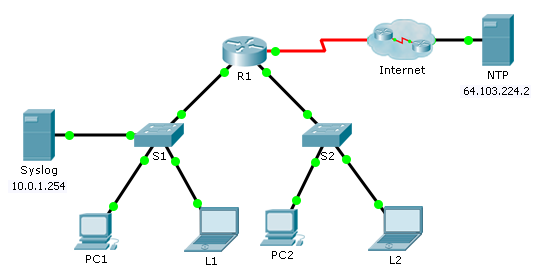 R1
Internet
NTP
64.103.224.2
S1
S2
Syslog
10.0.1.254
PC1
L1
PC2
L2